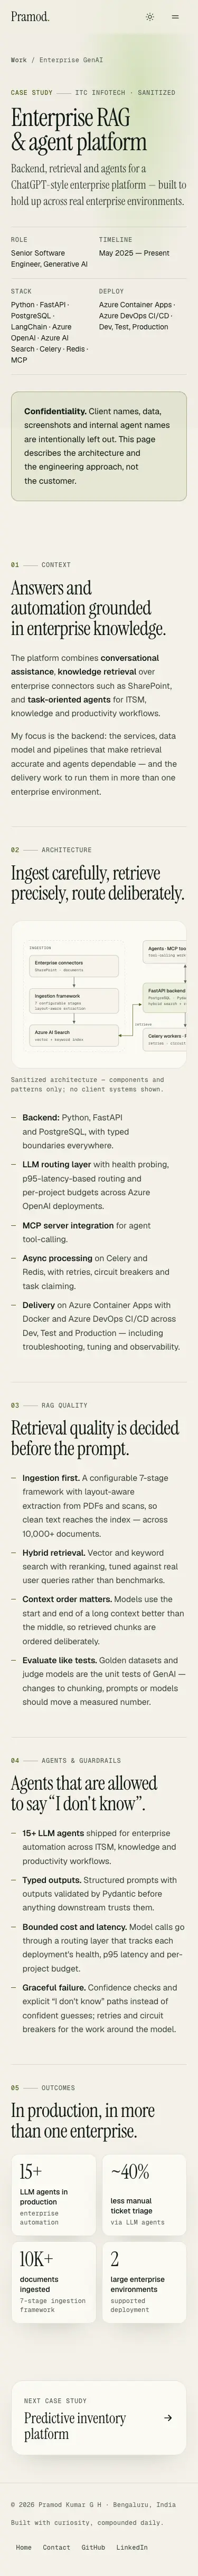 Pramod.
Work / Enterprise GenAI
CASE STUDY ITC INFOTECH · SANITIZED
Enterprise RAG
& agent platform
Backend, retrieval and agents for a
ChatGPT-style enterprise platform — built to
hold up across real enterprise environments.
ROLE
Senior Software
Engineer, Generative AI
TIMELINE
May 2025 — Present
STACK
Python · FastAPI ·
PostgreSQL ·
LangChain · Azure
OpenAI · Azure AI
Search · Celery · Redis ·
MCP
DEPLOY
Azure Container Apps ·
Azure DevOps CI/CD ·
Dev, Test, Production
Confidentiality. Client names, data,
screenshots and internal agent names
are intentionally left out. This page
describes the architecture and
the engineering approach, not
the customer.
01 CONTEXT
Answers and
automation grounded
in enterprise knowledge.
The platform combines conversational
assistance, knowledge retrieval over
enterprise connectors such as SharePoint,
and task-oriented agents for ITSM,
knowledge and productivity workflows.
My focus is the backend: the services, data
model and pipelines that make retrieval
accurate and agents dependable — and the
delivery work to run them in more than one
enterprise environment.
02 ARCHITECTURE
Ingest carefully, retrieve
precisely, route deliberately.
INGESTION
Enterprise connectors
SharePoint · documents
Ingestion framework
7 configurable stages
layout-aware extraction
Azure AI Search
vector + keyword index
retrieve
Agents · MCP too
FastAPI backend
Celery workers
Sanitized architecture — components and
patterns only; no client systems shown.
— Backend: Python, FastAPI
and PostgreSQL, with typed
boundaries everywhere.
— LLM routing layer with health probing,
p95-latency-based routing and
per-project budgets across Azure
OpenAI deployments.
— MCP server integration for agent
tool-calling.
— Async processing on Celery and
Redis, with retries, circuit breakers and
task claiming.
— Delivery on Azure Container Apps with
Docker and Azure DevOps CI/CD across
Dev, Test and Production — including
troubleshooting, tuning and observability.
03 RAG QUALITY
Retrieval quality is decided
before the prompt.
— Ingestion first. A configurable 7-stage
framework with layout-aware
extraction from PDFs and scans, so
clean text reaches the index — across
10,000+ documents.
— Hybrid retrieval. Vector and keyword
search with reranking, tuned against real
user queries rather than benchmarks.
— Context order matters. Models use the
start and end of a long context better than
the middle, so retrieved chunks are
ordered deliberately.
— Evaluate like tests. Golden datasets and
judge models are the unit tests of GenAI —
changes to chunking, prompts or models
should move a measured number.
04 AGENTS & GUARDRAILS
Agents that are allowed
to say “I don’t know”.
— 15+ LLM agents shipped for enterprise
automation across ITSM, knowledge and
productivity workflows.
— Typed outputs. Structured prompts with
outputs validated by Pydantic before
anything downstream trusts them.
— Bounded cost and latency. Model calls go
through a routing layer that tracks each
deployment's health, p95 latency and per-
project budget.
— Graceful failure. Confidence checks and
explicit “I don’t know” paths instead of
confident guesses; retries and circuit
breakers for the work around the model.
05 OUTCOMES
In production, in more
than one enterprise.
15+
LLM agents in
production
enterprise
automation
~40%
less manual
ticket triage
via LLM agents
10K+
documents
ingested
7-stage ingestion
framework
2
large enterprise
environments
supported
deployment
NEXT CASE STUDY
Predictive inventory
platform
→
© 2026 Pramod Kumar G H · Bengaluru, India
Built with curiosity, compounded daily.
Home Contact GitHub LinkedIn